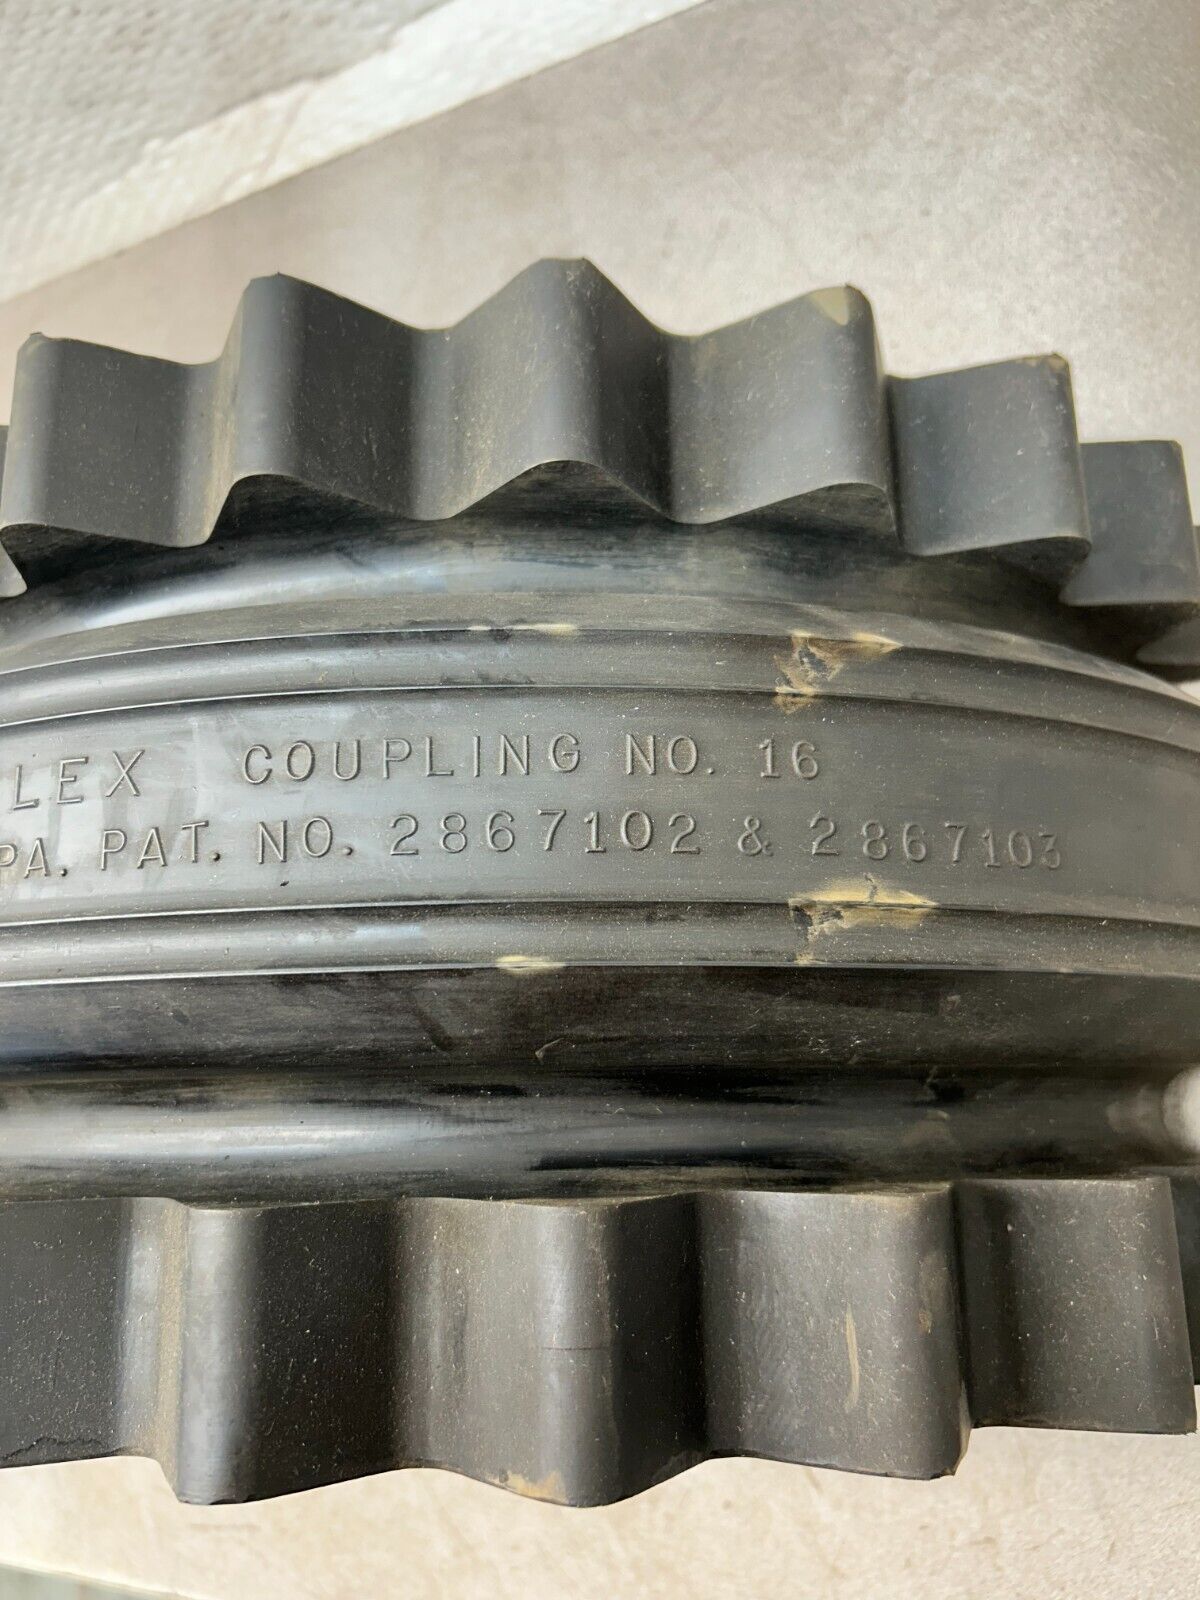 LEX COUPLING NO. 16
PA. PAT. NO. 2867102 & 2867103